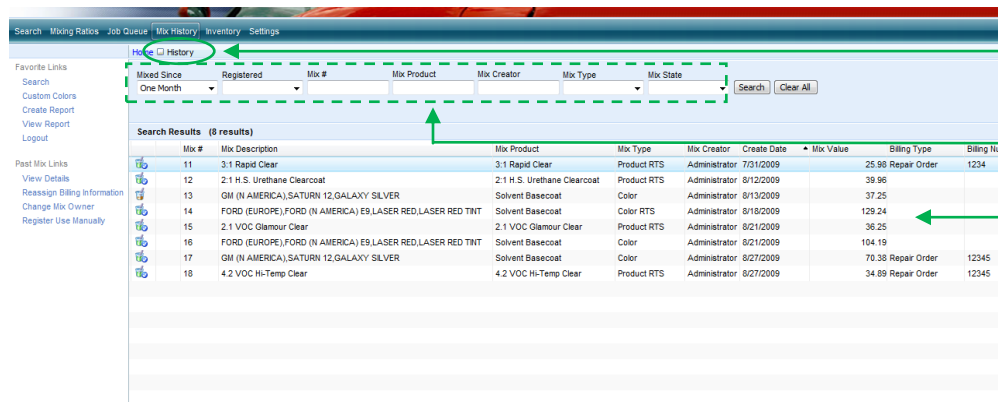 Search Mixing Ratios Job Queue Mix History Inventory Settings
Home History
Favorite Links
Search
Custom Colors
Create Report
View Report
Logout
Past Mix Links
View Details
Reassign Billing Information
Change Mix Owner
Register Use Manually
Mixed Since Registered Mix # Mix Product Mix Creator Mix Type Mix State
One Month Search Clear All
Search Results (8 results)
Mix # Mix Description Mix Product Mix Type Mix Creator Create Date Mix Value Billing Type Billing Nu
11 3:1 Rapid Clear 3:1 Rapid Clear Product RTS Administrator 7/31/2009 25.98 Repair Order 1234
12 2:1 H.S. Urethane Clearcoat 2:1 H.S. Urethane Clearcoat Product RTS Administrator 8/12/2009 39.96
13 GM (N AMERICA),SATURN 12,GALAXY SILVER Solvent Basecoat Color Administrator 8/13/2009 37.25
14 FORD (EUROPE),FORD (N AMERICA) E9,LASER RED,LASER RED TINT Solvent Basecoat Color RTS Administrator 8/18/2009 129.24
15 2.1 VOC Glamour Clear 2.1 VOC Glamour Clear Product RTS Administrator 8/21/2009 36.25
16 FORD (EUROPE),FORD (N AMERICA) E9,LASER RED,LASER RED TINT Solvent Basecoat Color Administrator 8/21/2009 104.19
17 GM (N AMERICA),SATURN 12,GALAXY SILVER Solvent Basecoat Color Administrator 8/27/2009 70.38 Repair Order 12345
18 4.2 VOC Hi-Temp Clear 4.2 VOC Hi-Temp Clear Product RTS Administrator 8/27/2009 34.89 Repair Order 12345